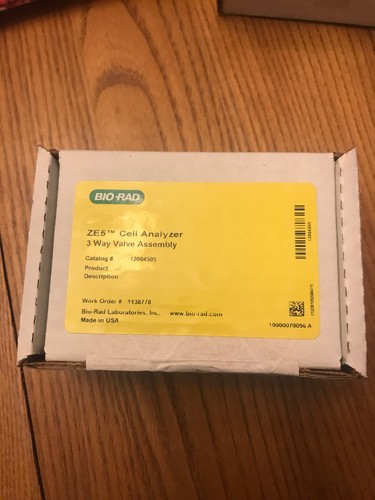 BIO-RAD
ZE5™ Cell Analyzer
3 Way Valve Assembly
Catalog # 12004505
Product
Description
Work Order # 1138778
Bio-Rad Laboratories, Inc. www.bio-rad.com
Made in USA
10000070056 A